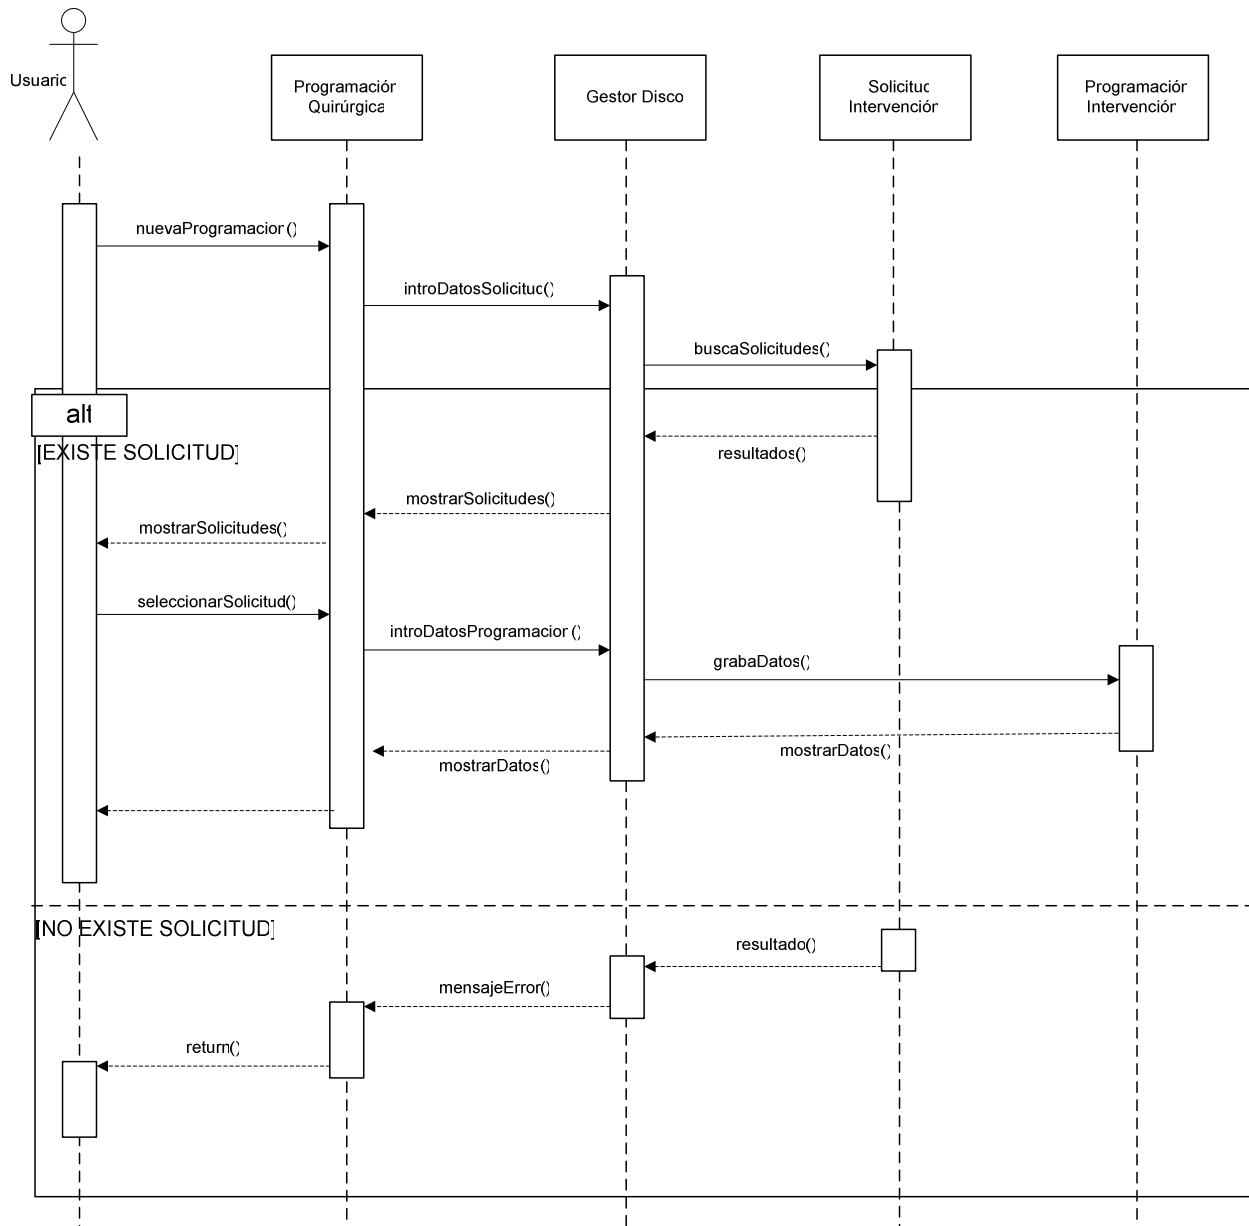 Usuario
Programación
Quirúrgica
Gestor Disco
Solicitud
Intervención
Programación
Intervención
nuevaProgramacion()
introDatosSolicitud()
buscaSolicitudes()
alt
[EXISTE SOLICITUD]
resultados()
mostrarSolicitudes()
mostrarSolicitudes()
seleccionarSolicitud()
introDatosProgramacion()
grabaDatos()
mostrarDatos()
mostrarDatos()
[NO EXISTE SOLICITUD]
resultado()
mensajeError()
return()